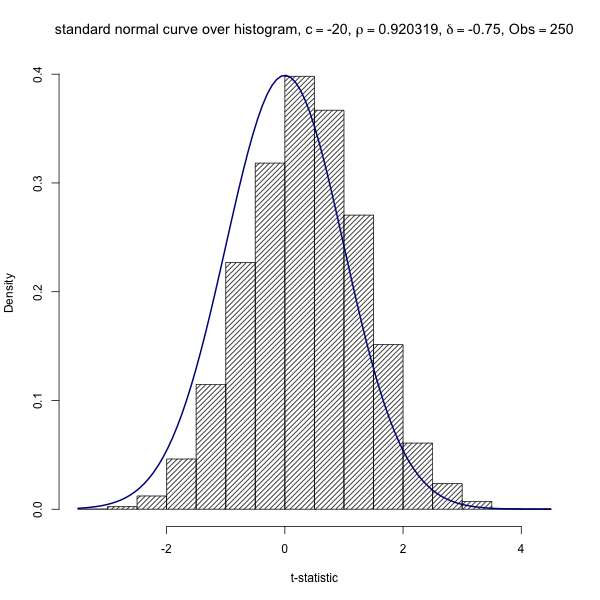 standard normal curve over histogram, c = -20, ρ = 0.920319, δ = -0.75, Obs = 250
0.4
0.3
0.2
0.1
0.0
Density
-2 0 2 4
t-statistic